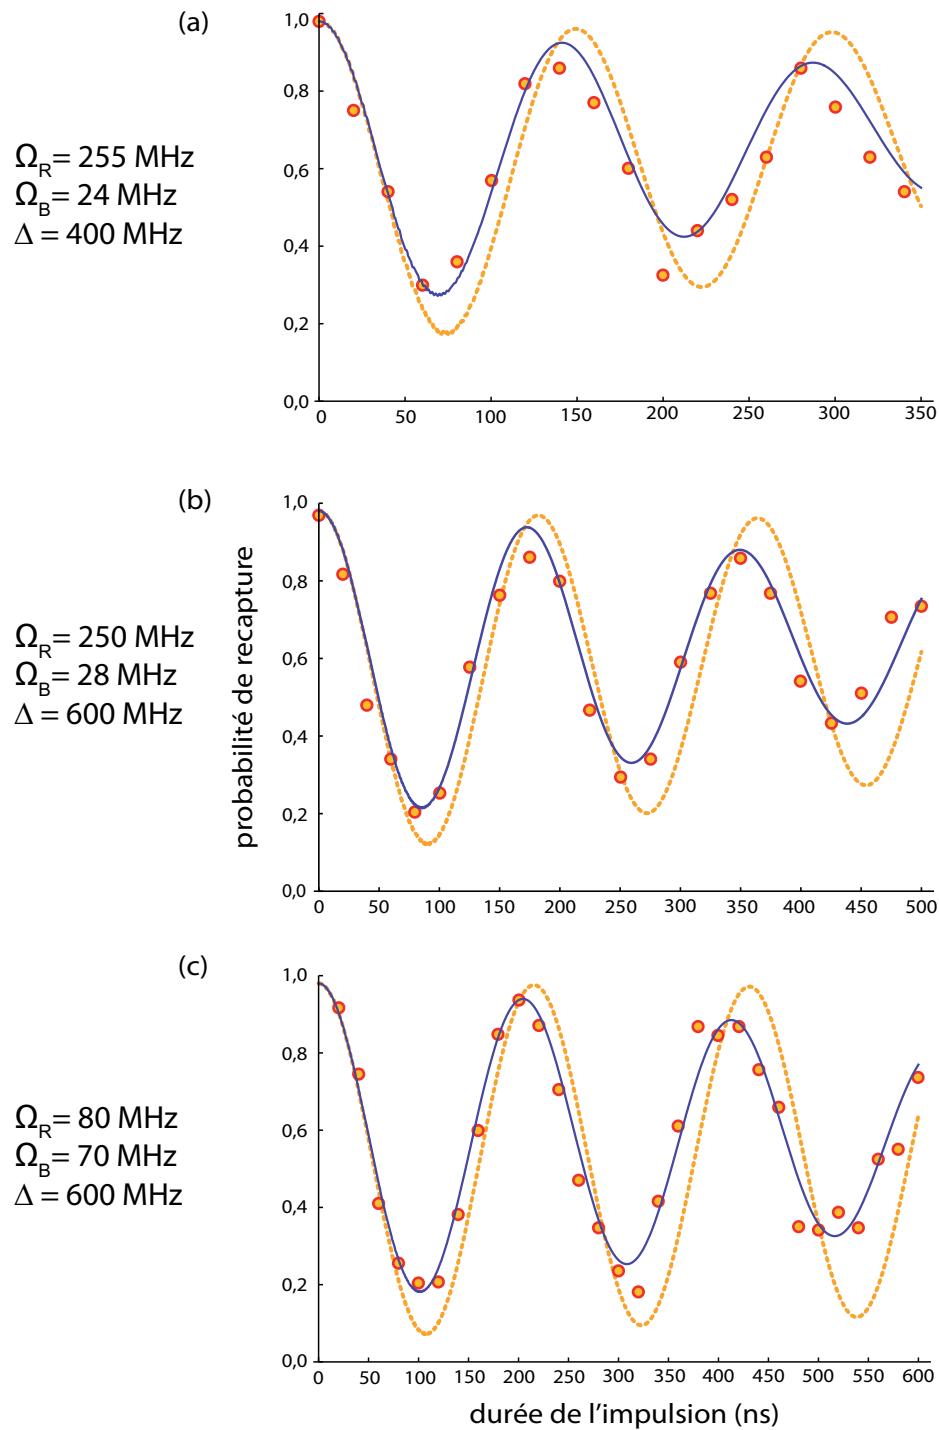 (a)
Ω_R = 255 MHz
Ω_B = 24 MHz
Δ = 400 MHz
1,0
0,8
0,6
0,4
0,2
0,0
0 50 100 150 200 250 300 350
(b)
Ω_R = 250 MHz
Ω_B = 28 MHz
Δ = 600 MHz
probabilité de recapture
1,0
0,8
0,6
0,4
0,2
0,0
0 50 100 150 200 250 300 350 400 450 500
(c)
Ω_R = 80 MHz
Ω_B = 70 MHz
Δ = 600 MHz
1,0
0,8
0,6
0,4
0,2
0,0
0 50 100 150 200 250 300 350 400 450 500 550 600
durée de l’impulsion (ns)